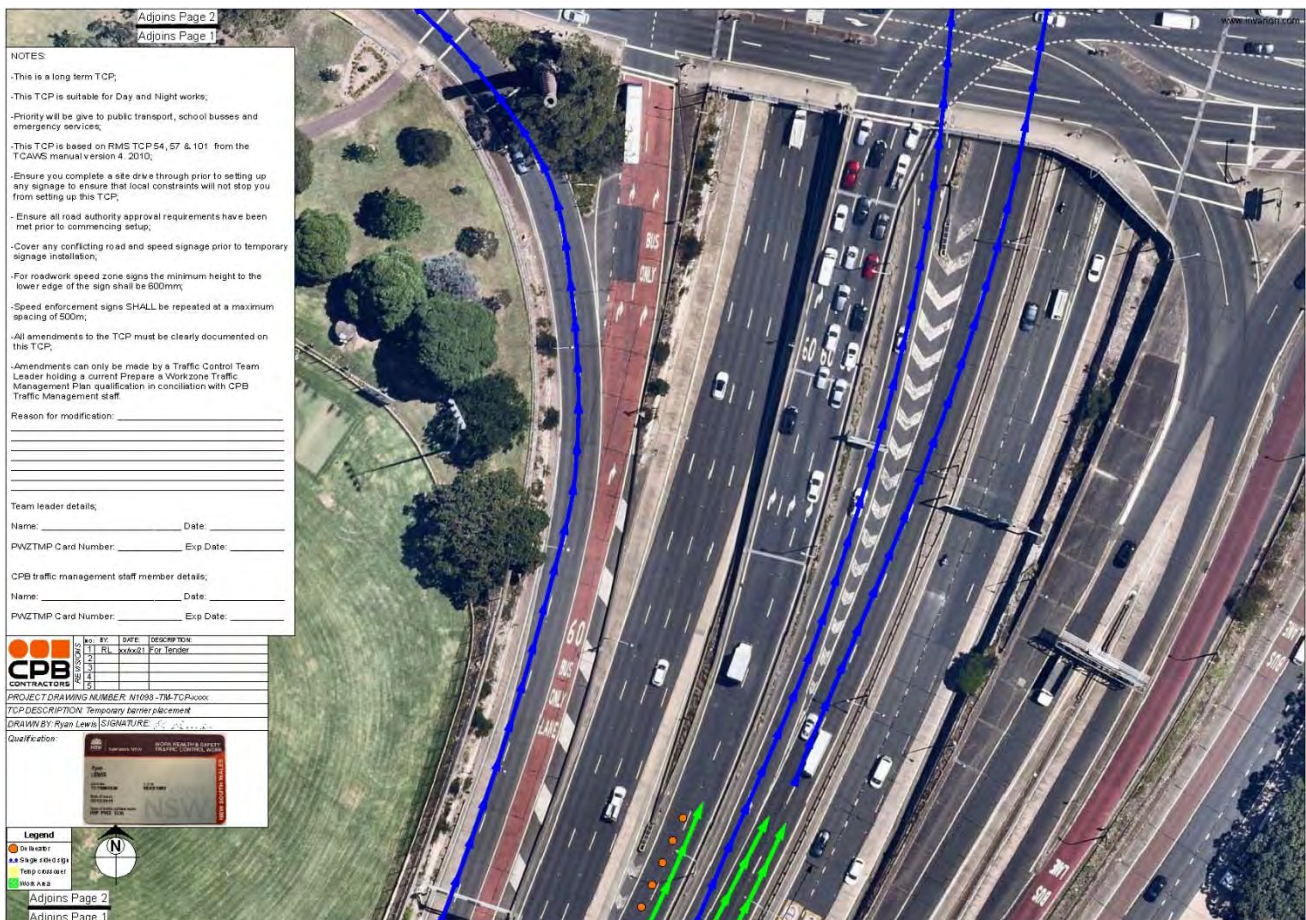 Adjoins Page 2
Adjoins Page 1
NOTES:
-This is a long term TCP;
-This TCP is suitable for Day and Night works;
-Priority will be give to public transport, school busses and
emergency services;
-This TCP is based on RMS TCP 54, 57 & 101 from the
TCAWS manual version 4. 2010;
-Ensure you complete a site drive through prior to setting up
any signage to ensure that local constraints will not stop you
from setting up this TCP;
- Ensure all road authority approval requirements have been
met prior to commencing setup;
-Cover any conflicting road and speed signage prior to temporary
signage installation;
-For roadwork speed zone signs the minimum height to the
lower edge of the sign shall be 600mm;
-Speed enforcement signs SHALL be repeated at a maximum
spacing of 500m;
-All amendments to the TCP must be clearly documented on
this TCP;
-Amendments can only be made by a Traffic Control Team
Leader holding a current Prepare a Workzone Traffic
Management Plan qualification in conciliation with CPB
Traffic Management staff.
Reason for modification:
Team leader details;
Name: Date:
PWZTMP Card Number: Exp Date:
CPB traffic management staff member details;
Name: Date:
PWZTMP Card Number: Exp Date:
CPB
CONTRACTORS
REVISIONS
NO: BY: DATE: DESCRIPTION:
1 RL xx/xx/21 For Tender
2
3
4
5
PROJECT DRAWING NUMBER: N1098 -TM-TCP-xxxx
TCP DESCRIPTION: Temporary barrier placement
DRAWN BY: Ryan Lewis SIGNATURE:
Qualification:
WORK HEALTH & SAFETY
TRAFFIC CONTROL WORK
NEW SOUTH WALES
NSW
Legend
Delineator
Single sided sign
Temp crossover
Work Area
N
Adjoins Page 2
Adjoins Page 1
BUS
ONLY
60
60
60
BUS
ONLY
LANE
LANE
BUS
LANE
BUS